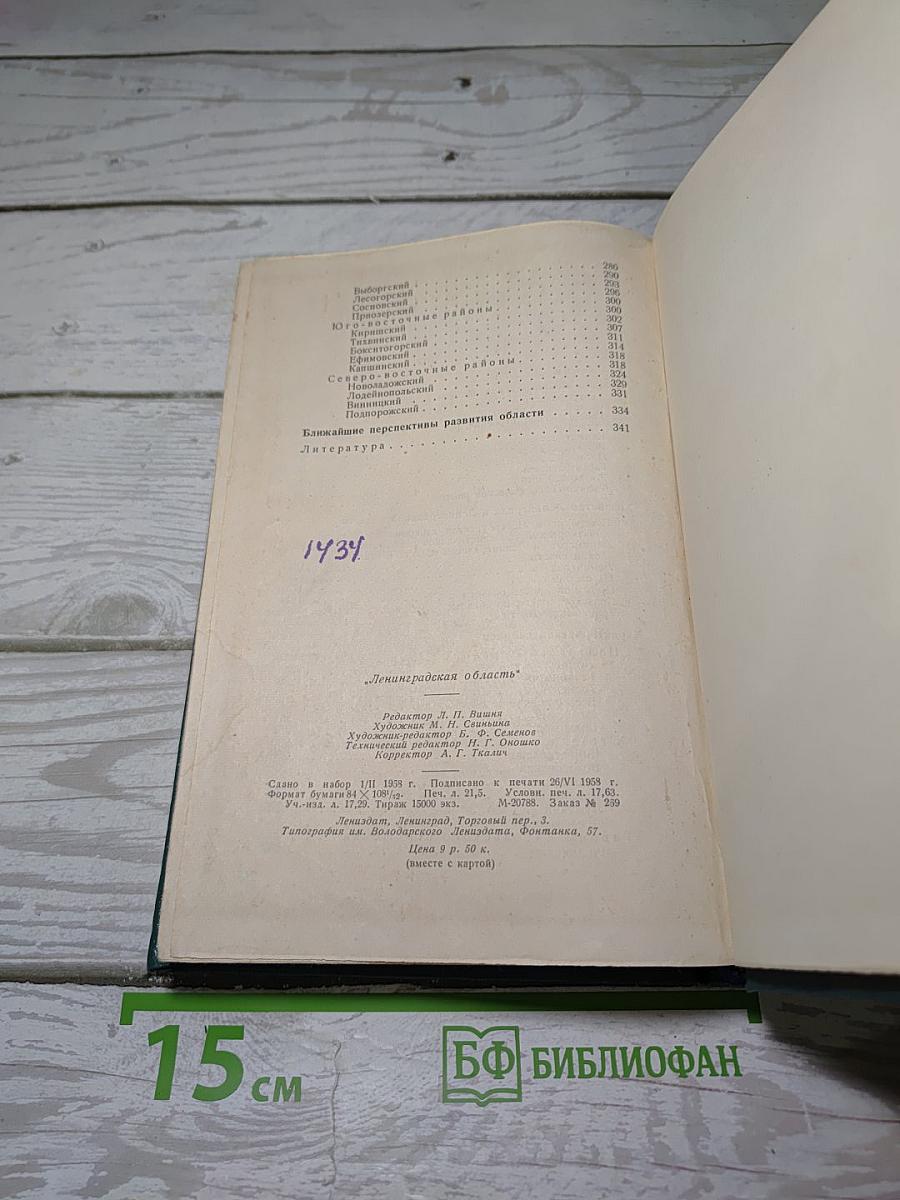 Выборгский . . . 286
Лесогорский . . . 290
Сосновский . . . 293
Приозерский . . . 296
Юго-восточные районы . . . 300
Киришский . . . 300
Тихвинский . . . 302
Бокситогорский . . . 307
Ефимовский . . . 311
Капшинский . . . 314
Северо-восточные районы . . . 318
Новоладожский . . . 318
Лодейнопольский . . . 324
Винницкий . . . 329
Подпорожский . . . 331
Ближайшие перспективы развития области . . . . . 334
Литература . . . 341
1434
„Ленинградская область“
Редактор Л. П. Вишня
Художник М. Н. Свиньина
Художник-редактор Б. Ф. Семенов
Технический редактор Н. Г. Оношко
Корректор А. Г. Ткалич
Сдано в набор 1/II 1958 г. Подписано к печати 26/VI 1958 г.
Формат бумаги 84 × 108¹/₃₂. Печ. л. 21,5. Условн. печ. л. 17,63.
Уч.-изд. л. 17,29. Тираж 15000 экз. М-20788. Заказ № 259
Лениздат, Ленинград, Торговый пер., 3.
Типография им. Володарского Лениздата, Фонтанка, 57.
Цена 9 р. 50 к.
(вместе с картой)
15 см
БФ БИБЛИОФАН